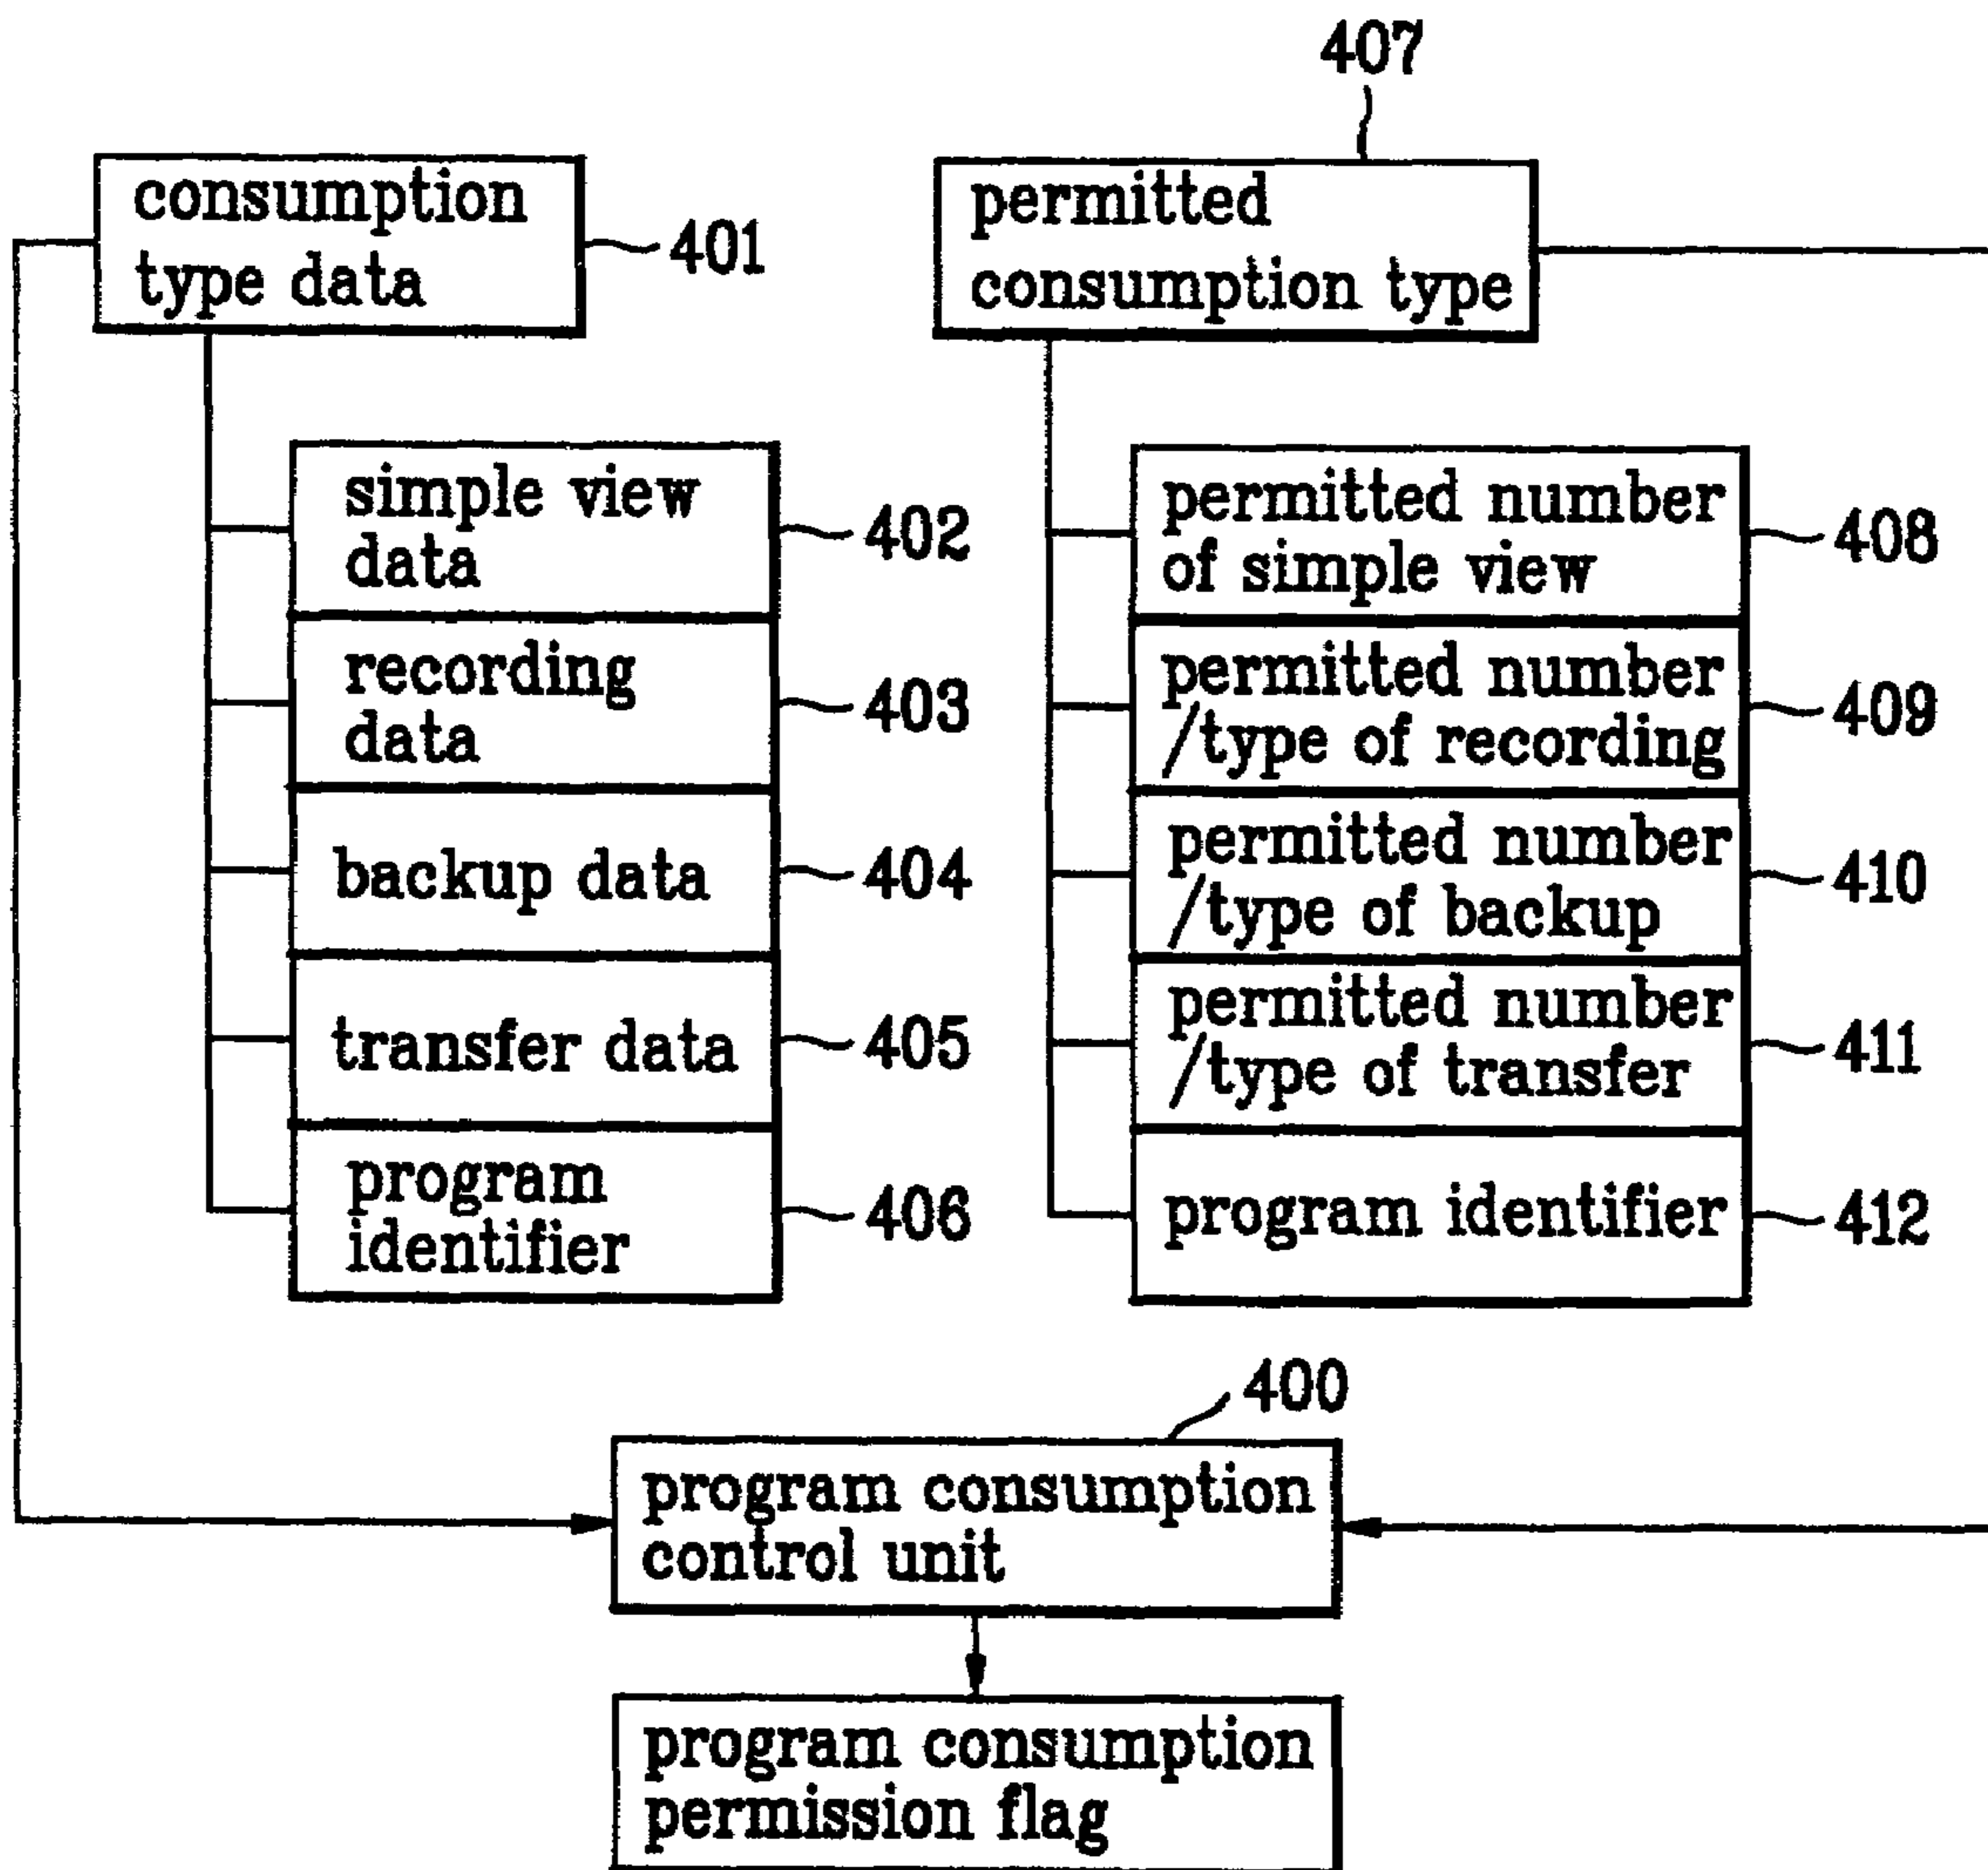 407
consumption
type data
401
permitted
consumption type
simple view
data
402
recording
data
403
backup data
404
transfer data
405
program
identifier
406
permitted number
of simple view
408
permitted number
/type of recording
409
permitted number
/type of backup
410
permitted number
/type of transfer
411
program identifier
412
400
program consumption
control unit
program consumption
permission flag